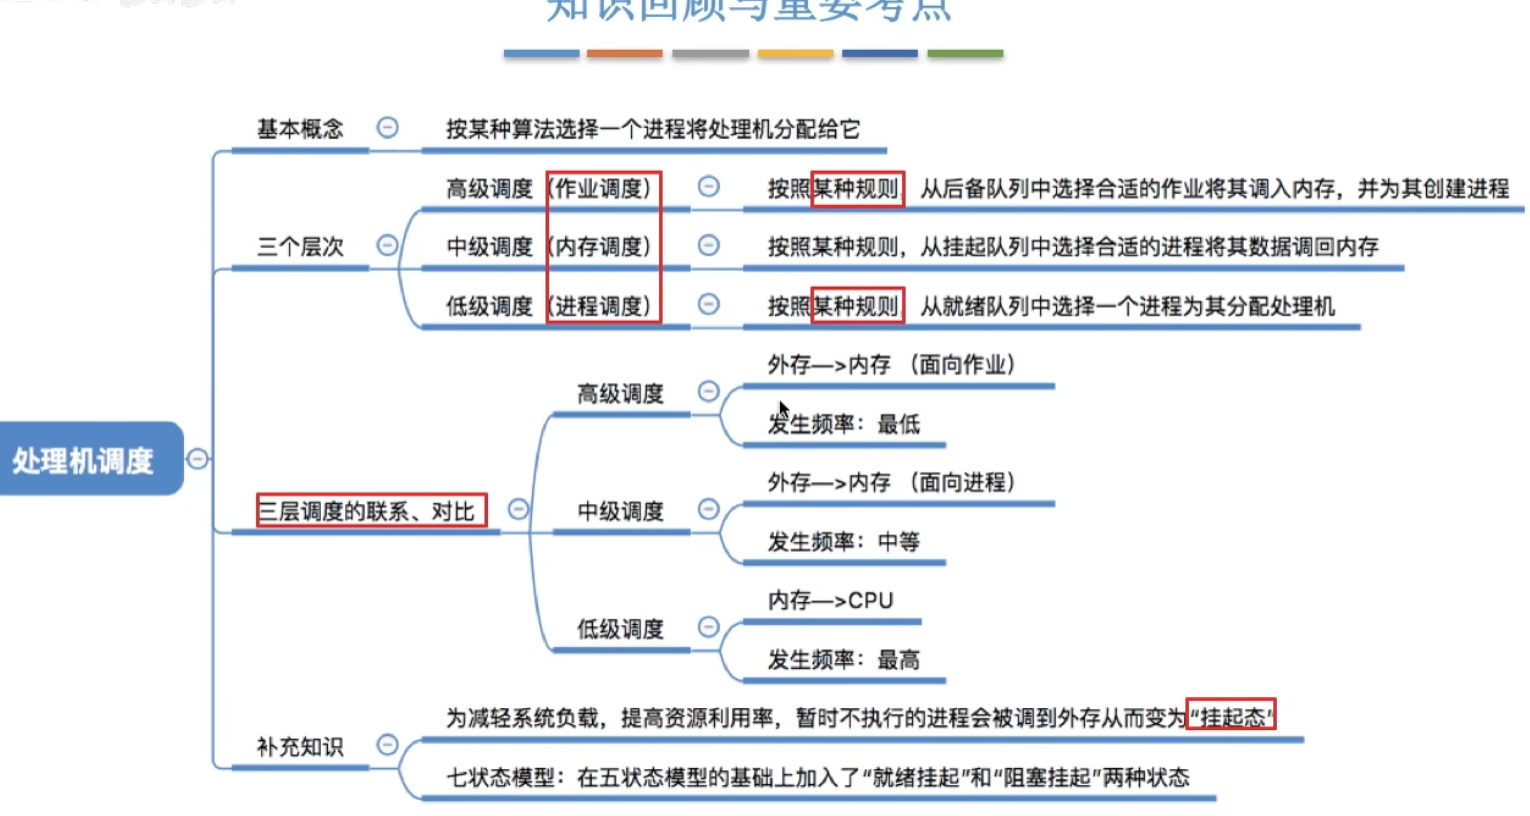 知识回顾与重要考点
基本概念
按某种算法选择一个进程将处理机分配给它
三个层次
高级调度（作业调度）
按照某种规则，从后备队列中选择合适的作业将其调入内存，并为其创建进程
中级调度（内存调度）
按照某种规则，从挂起队列中选择合适的进程将其数据调回内存
低级调度（进程调度）
按照某种规则，从就绪队列中选择一个进程为其分配处理机
处理机调度
三层调度的联系、对比
高级调度
外存—>内存 （面向作业）
发生频率：最低
中级调度
外存—>内存 （面向进程）
发生频率：中等
低级调度
内存—>CPU
发生频率：最高
补充知识
为减轻系统负载，提高资源利用率，暂时不执行的进程会被调到外存从而变为“挂起态”
七状态模型：在五状态模型的基础上加入了“就绪挂起”和“阻塞挂起”两种状态